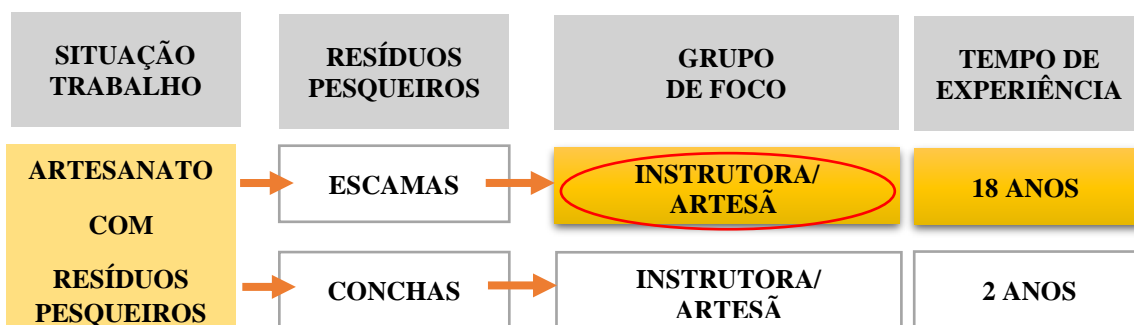 SITUAÇÃO
TRABALHO
RESÍDUOS
PESQUEIROS
GRUPO
DE FOCO
TEMPO DE
EXPERIÊNCIA
ARTESANATO
COM
RESÍDUOS
PESQUEIROS
ESCAMAS
INSTRUTORA/
ARTESÃ
18 ANOS
CONCHAS
INSTRUTORA/
ARTESÃ
2 ANOS